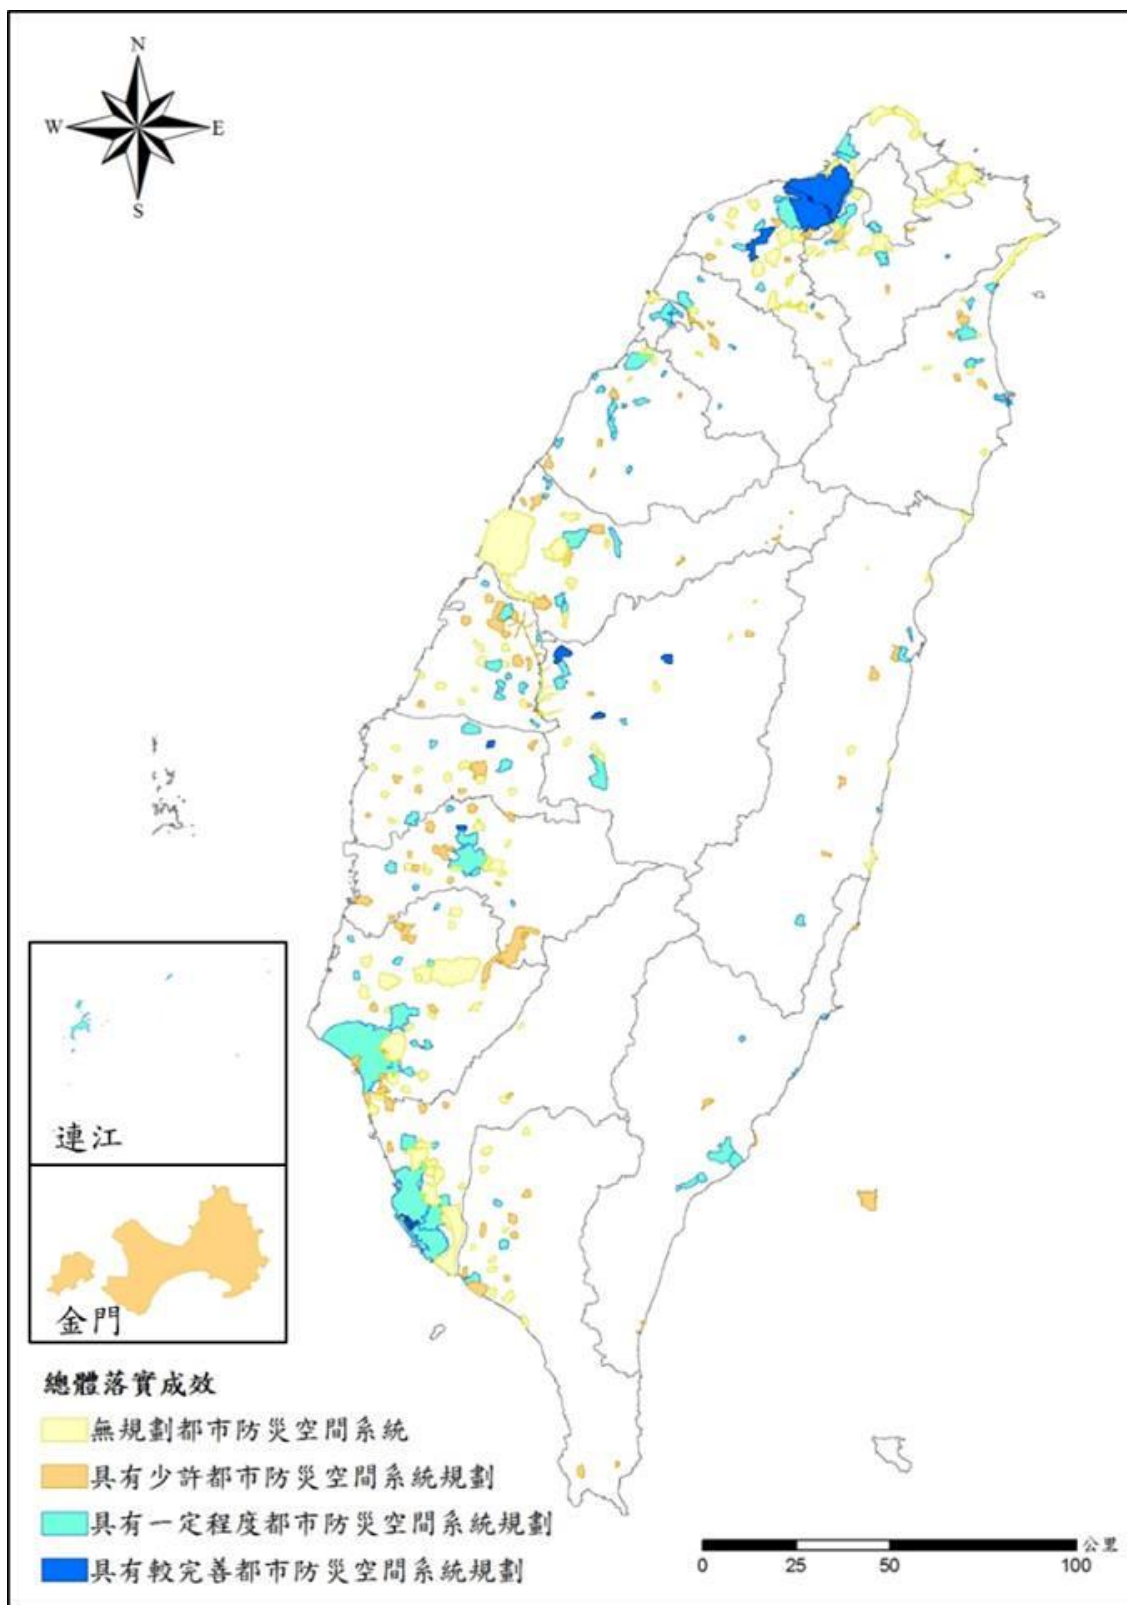 N
W
E
S
連江
金門
總體落實成效
無規劃都市防災空間系統
具有少許都市防災空間系統規劃
具有一定程度都市防災空間系統規劃
具有較完善都市防災空間系統規劃
公里
0
25
50
100